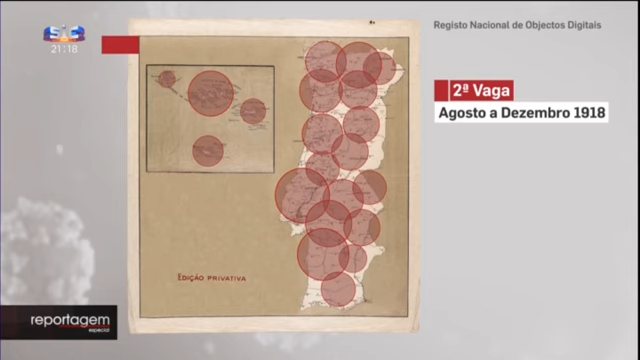 SIC
21:18
Registo Nacional de Objectos Digitais
2ª Vaga
Agosto a Dezembro 1918
EDIÇÃO PRIVATIVA
reportagem
especial